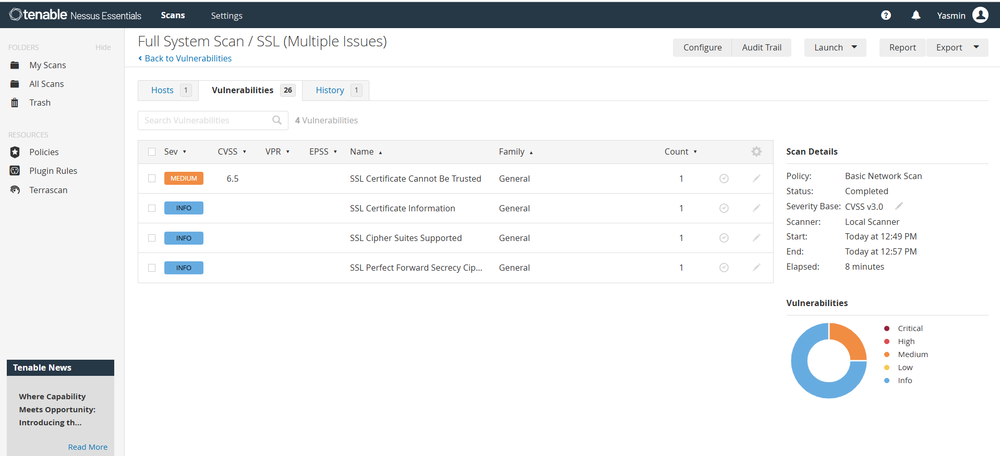 tenable Nessus Essentials Scans Settings Yasmin
FOLDERS Hide
My Scans
All Scans
Trash
RESOURCES
Policies
Plugin Rules
Terrascan
Tenable News
Where Capability
Meets Opportunity:
Introducing th...
Read More
Full System Scan / SSL (Multiple Issues)
Back to Vulnerabilities
Configure Audit Trail Launch Report Export
Hosts 1 Vulnerabilities 26 History 1
Search Vulnerabilities 4 Vulnerabilities
Sev CVSS VPR EPSS Name Family Count
MEDIUM 6.5 SSL Certificate Cannot Be Trusted General 1
INFO SSL Certificate Information General 1
INFO SSL Cipher Suites Supported General 1
INFO SSL Perfect Forward Secrecy Cip... General 1
Scan Details
Policy: Basic Network Scan
Status: Completed
Severity Base: CVSS v3.0
Scanner: Local Scanner
Start: Today at 12:49 PM
End: Today at 12:57 PM
Elapsed: 8 minutes
Vulnerabilities
Critical
High
Medium
Low
Info